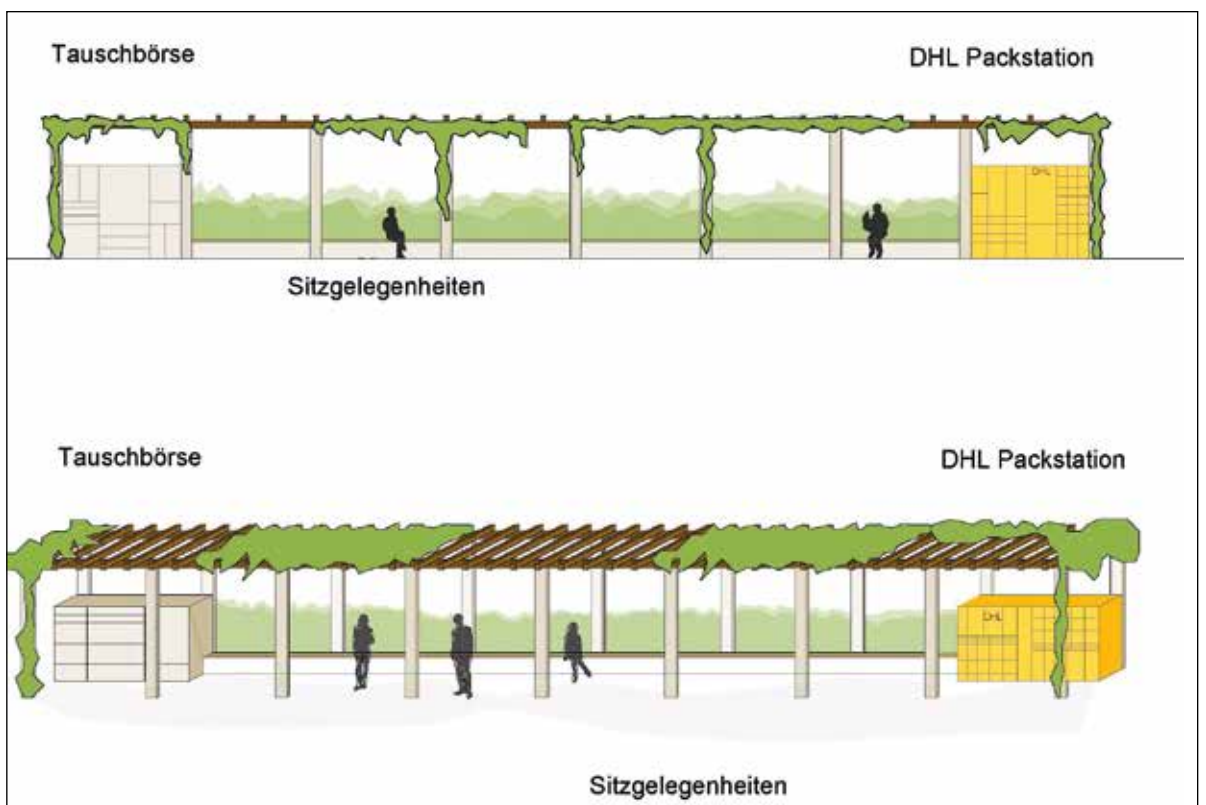 Tauschbörse
DHL Packstation
DHL
Sitzgelegenheiten
Tauschbörse
DHL Packstation
DHL
Sitzgelegenheiten